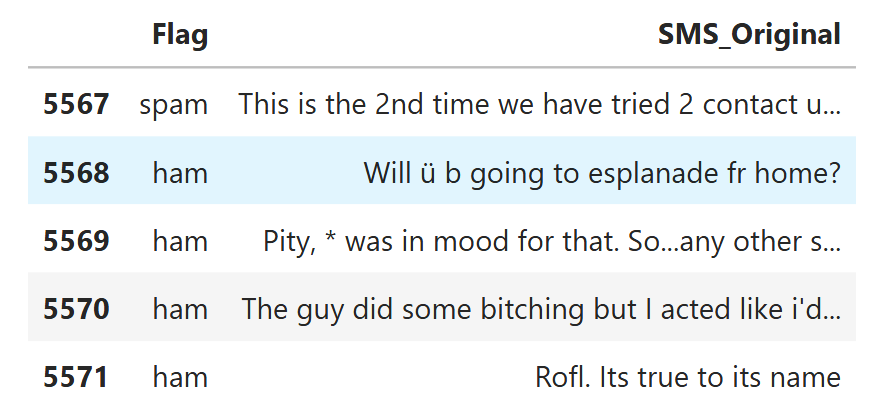 Flag SMS_Original
5567 spam This is the 2nd time we have tried 2 contact u...
5568 ham Will ü b going to esplanade fr home?
5569 ham Pity, * was in mood for that. So...any other s...
5570 ham The guy did some bitching but I acted like i'd...
5571 ham Rofl. Its true to its name